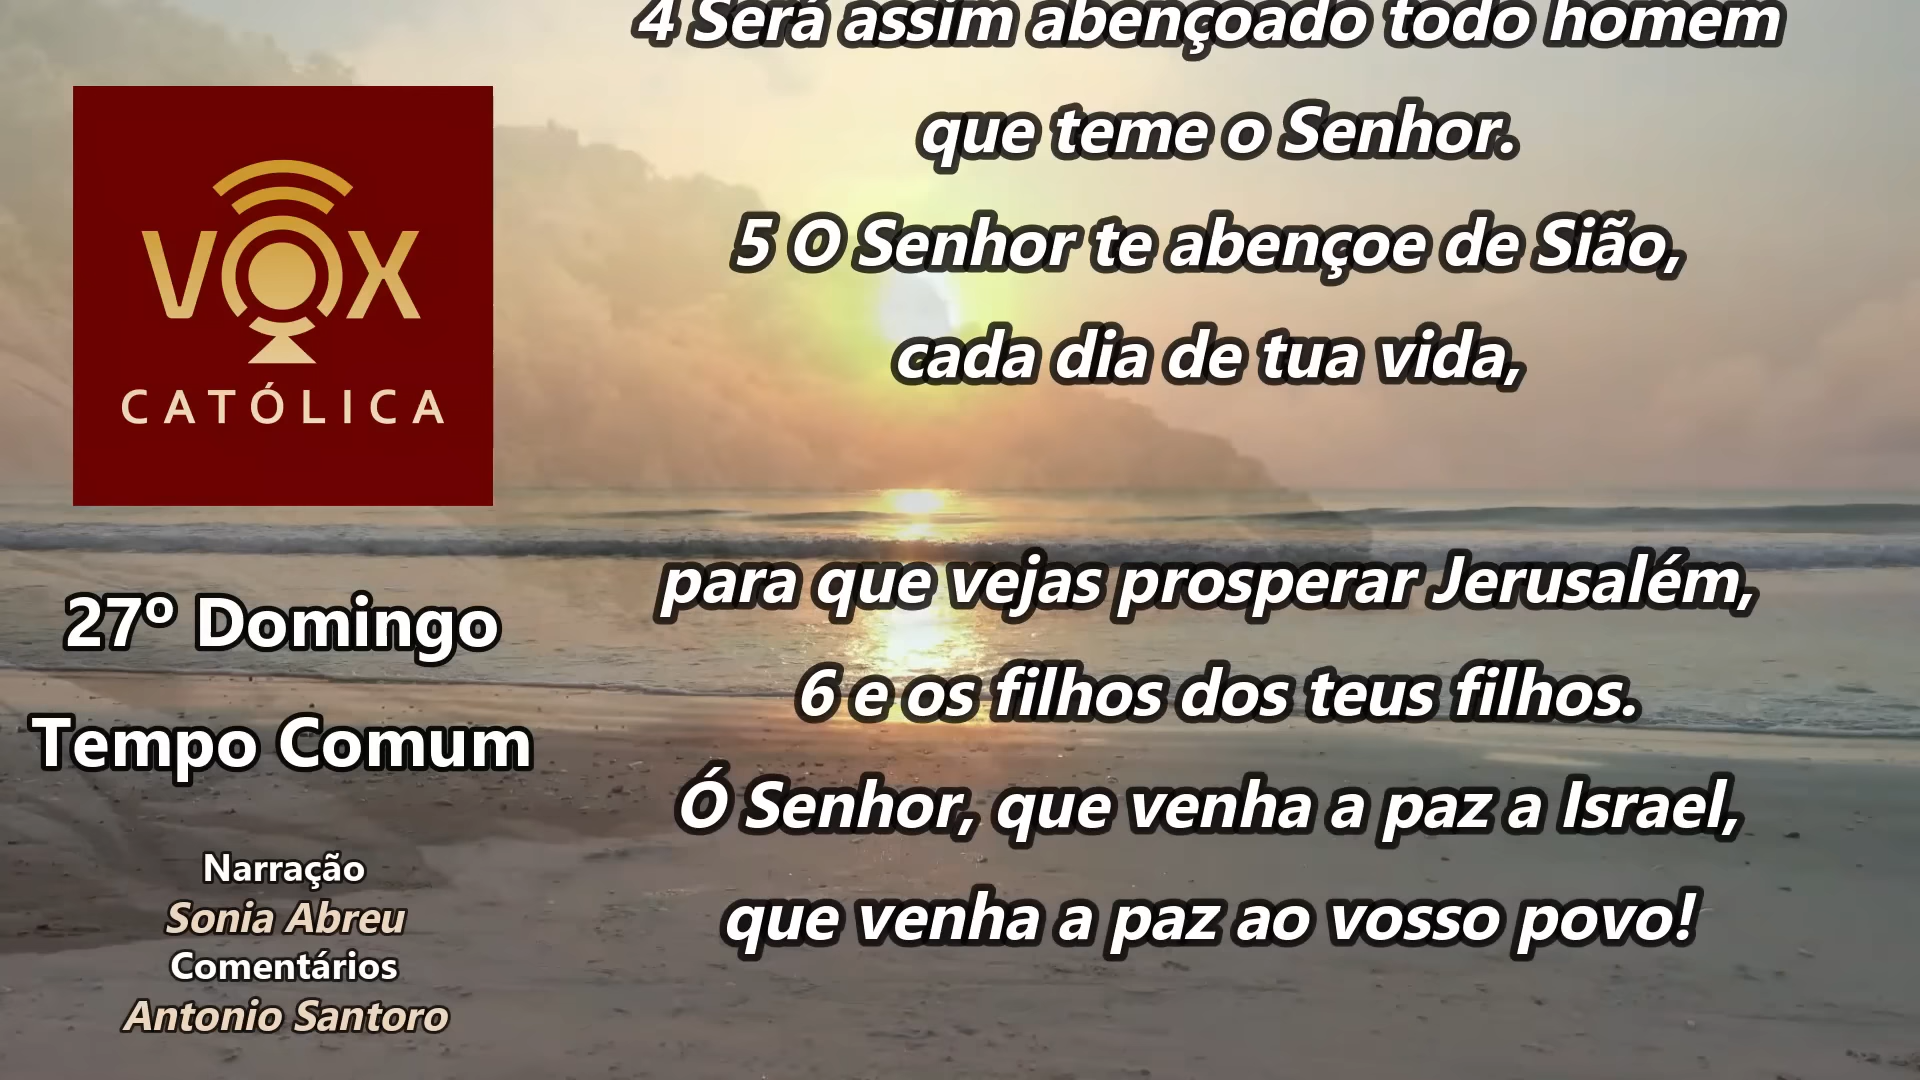 VOX
CATÓLICA
27º Domingo
Tempo Comum
Narração
Sonia Abreu
Comentários
Antonio Santoro
4 Será assim abençoado todo homem
que teme o Senhor.
5 O Senhor te abençoe de Sião,
cada dia de tua vida,
para que vejas prosperar Jerusalém,
6 e os filhos dos teus filhos.
Ó Senhor, que venha a paz a Israel,
que venha a paz ao vosso povo!